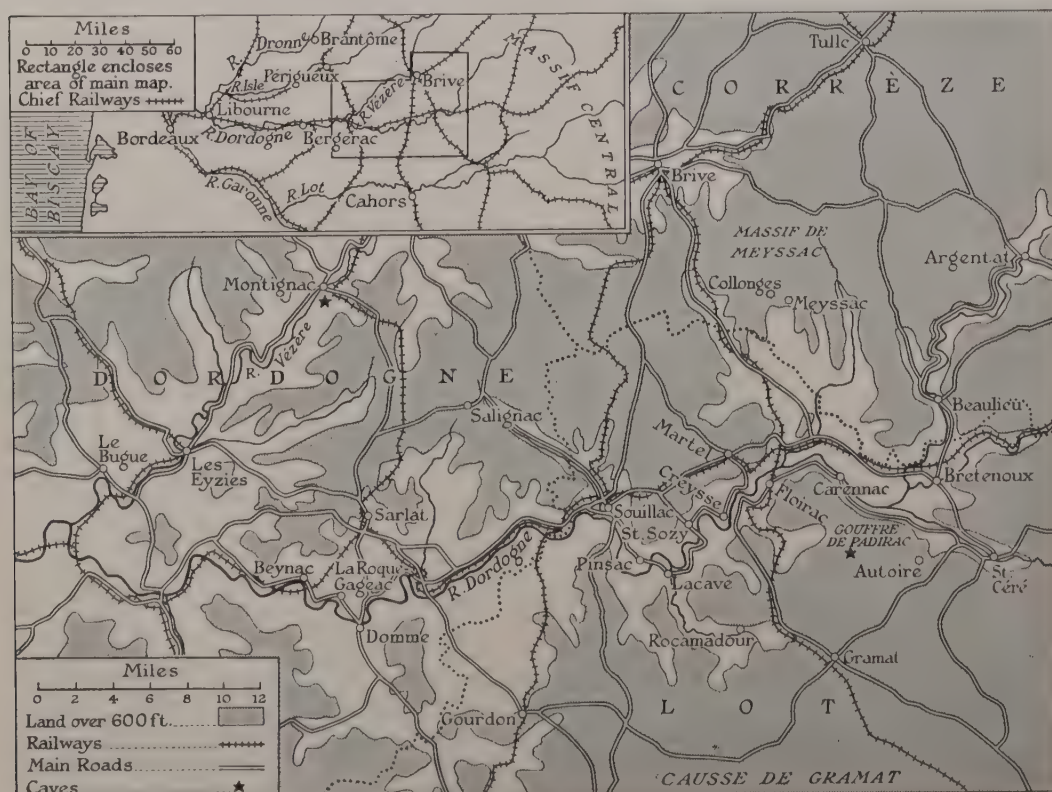 Miles
0 10 20 30 40 50 60
Rectangle encloses
area of main map.
Chief Railways
BAY OF
BISCAY
R. Dronne
Brantôme
R. Isle
Périgueux
Libourne
Bordeaux
R. Dordogne
Bergerac
R. Vézère
Brive
R. Garonne
R. Lot
Cahors
MASSIF CENTRAL
Tulle
CORRÈZE
Brive
MASSIF DE
MEYSSAC
Argentat
Collonges
Meyssac
Montignac
R. Vézère
DORDOGNE
Salignac
Beaulieu
Le
Bugue
Les
Eyzies
Martel
Creysse
Floirac
Carennac
Bretenoux
Sarlat
Souillac
St. Sozy
GOUFFRE
DE PADIRAC
Autoire
St.
Céré
Beynac
La Roque
Gageac
R. Dordogne
Pinsac
Lacave
Domme
Rocamadour
Gramat
Gourdon
LOT
CAUSSE DE GRAMAT
Miles
0 2 4 6 8 10 12
Land over 600 ft.
Railways
Main Roads
Caves